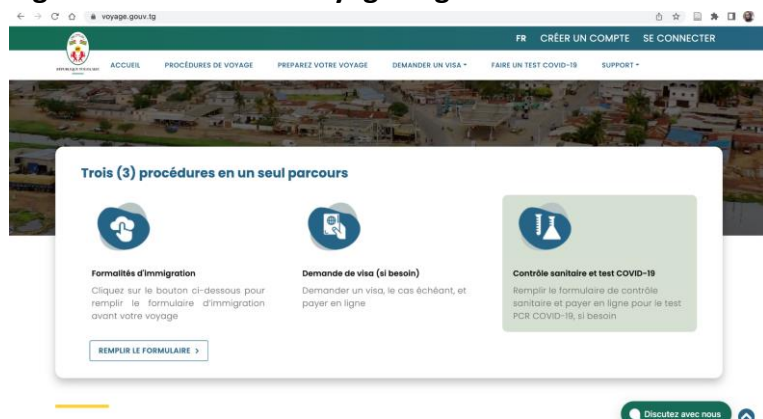 voyage.gouv.tg
FR CRÉER UN COMPTE SE CONNECTER
ACCUEIL PROCÉDURES DE VOYAGE PREPAREZ VOTRE VOYAGE DEMANDER UN VISA FAIRE UN TEST COVID-19 SUPPORT
Trois (3) procédures en un seul parcours
Formalités d'immigration
Cliquez sur le bouton ci-dessous pour
remplir le formulaire d'immigration
avant votre voyage
REMPLIR LE FORMULAIRE >
Demande de visa (si besoin)
Demander un visa, le cas échéant, et
payer en ligne
Contrôle sanitaire et test COVID-19
Remplir le formulaire de contrôle
sanitaire et payer en ligne pour le test
PCR COVID-19, si besoin
Discutez avec nous